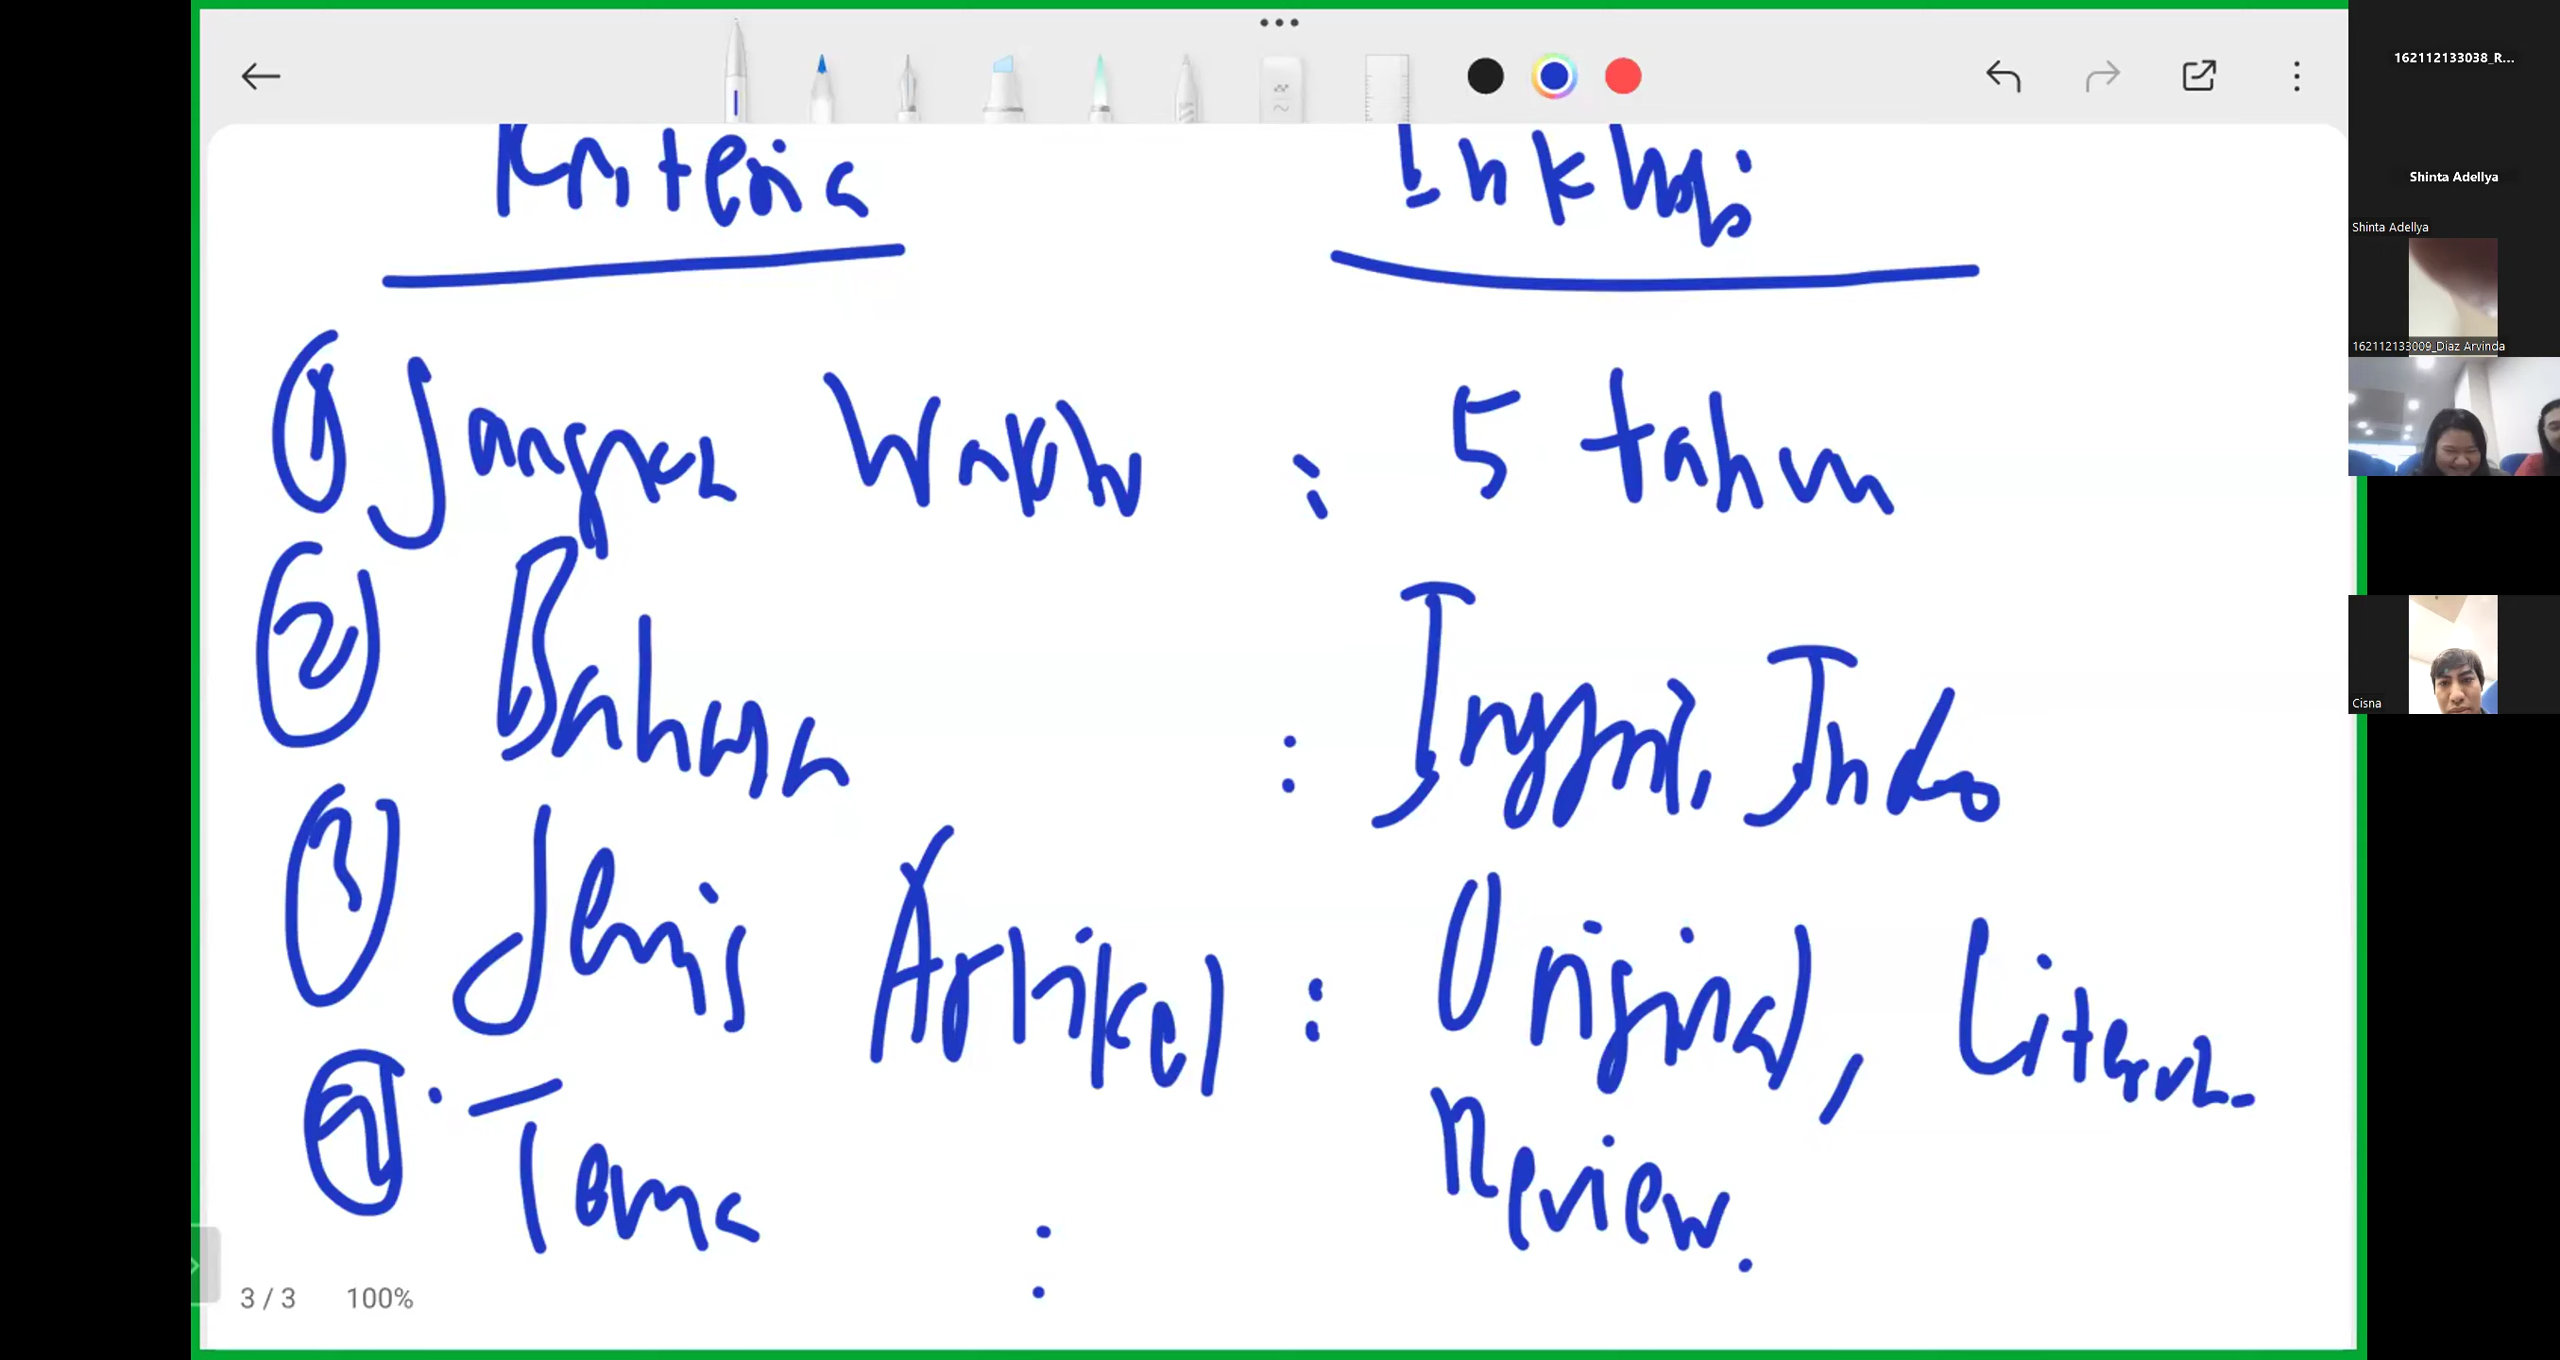 162112133038_R...
Shinta Adellya
Shinta Adellya
162112133009_Diaz Arvinda
Cisna
Kriteria Inklusi
1 Jangka Waktu : 5 tahun
2 Bahasa : Inggris, Indo
3 Jenis Artikel : Original, Literatur
Review.
4. Tema :
3 / 3 100%